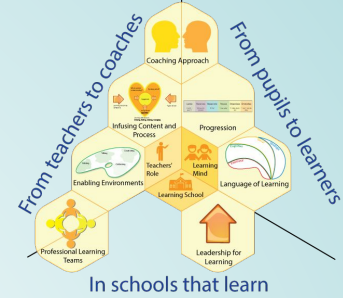 From teachers to coaches
From pupils to learners
Coaching Approach
Infusing Content and
Process
Progression
Enabling Environments
Teachers'
Role
Learning
Mind
Learning School
Language of Learning
Professional Learning
Teams
Leadership for
Learning
In schools that learn